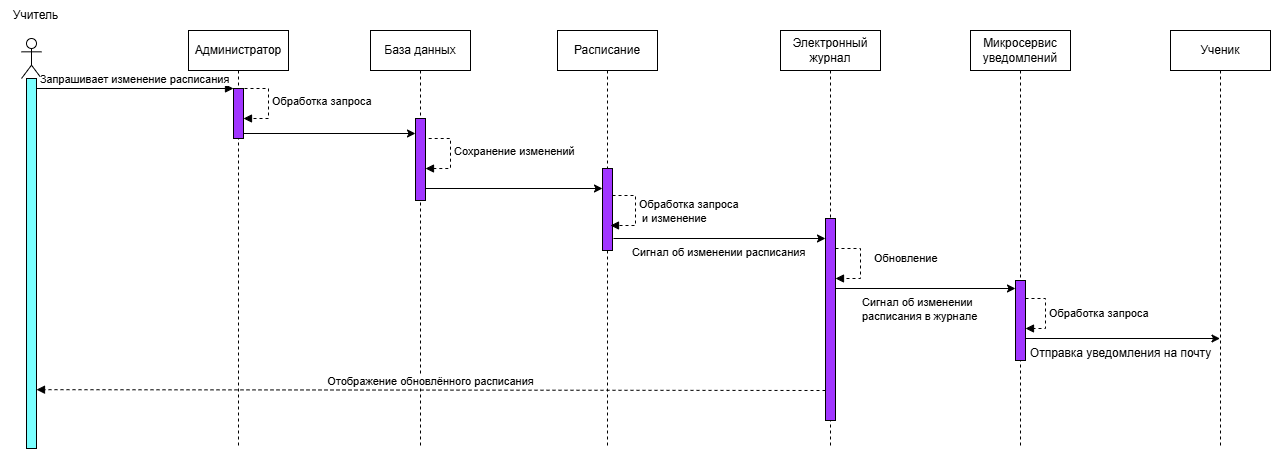 Учитель
Администратор
База данных
Расписание
Электронный
журнал
Микросервис
уведомлений
Ученик
Запрашивает изменение расписания
Обработка запроса
Сохранение изменений
Обработка запроса
и изменение
Сигнал об изменении расписания
Обновление
Сигнал об изменении
расписания в журнале
Обработка запроса
Отправка уведомления на почту
Отображение обновлённого расписания